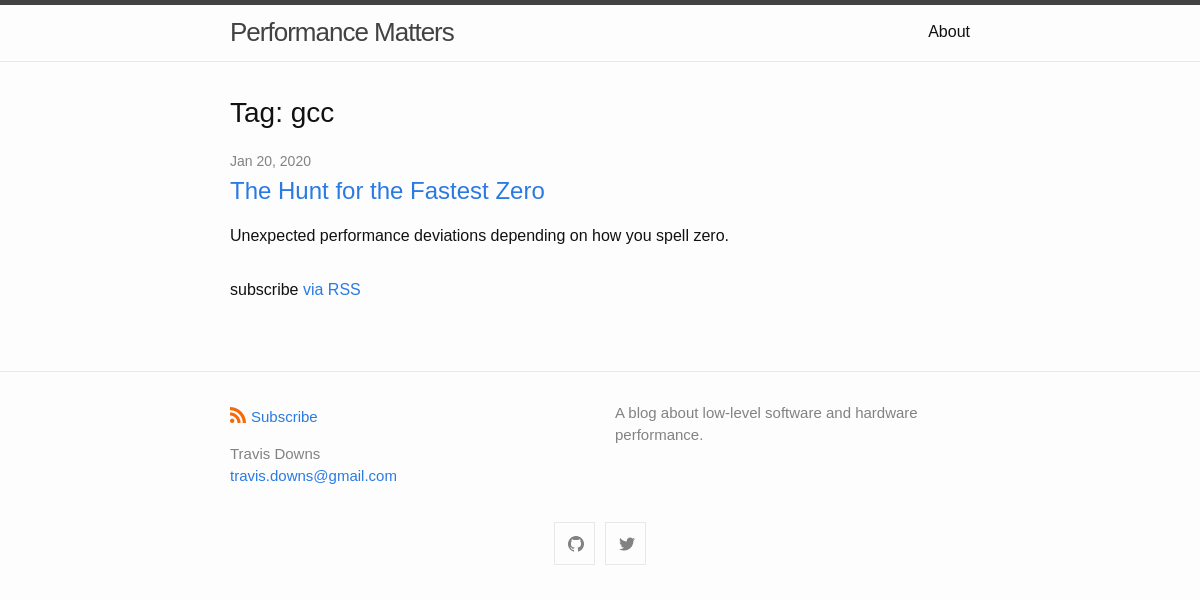 Performance Matters
About
Tag: gcc
Jan 20, 2020
The Hunt for the Fastest Zero
Unexpected performance deviations depending on how you spell zero.
subscribe via RSS
Subscribe
Travis Downs
travis.downs@gmail.com
A blog about low-level software and hardware
performance.